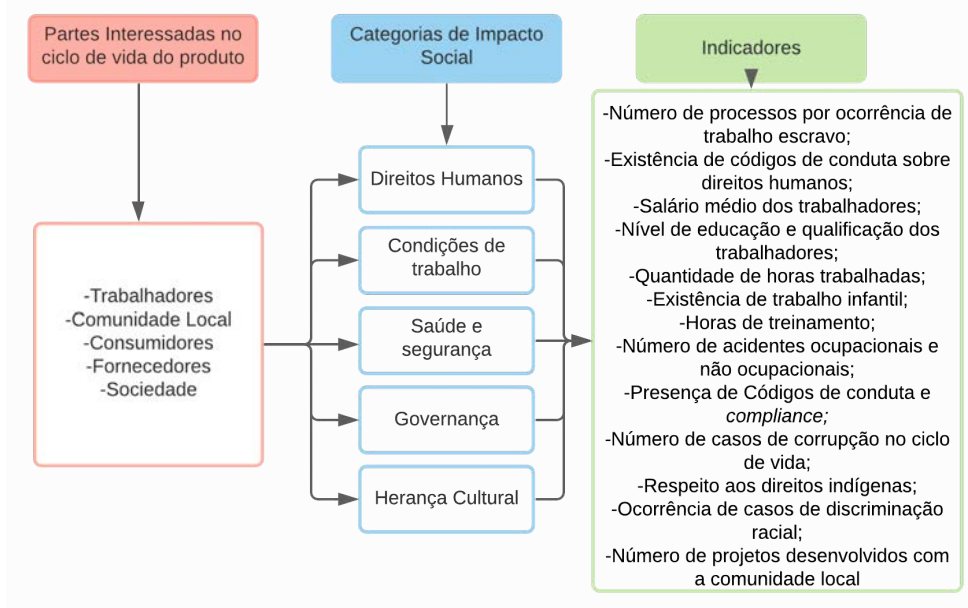 Partes Interessadas no
ciclo de vida do produto
-Trabalhadores
-Comunidade Local
-Consumidores
-Fornecedores
-Sociedade
Categorias de Impacto
Social
Direitos Humanos
Condições de
trabalho
Saúde e
segurança
Governança
Herança Cultural
Indicadores
-Número de processos por ocorrência de
trabalho escravo;
-Existência de códigos de conduta sobre
direitos humanos;
-Salário médio dos trabalhadores;
-Nível de educação e qualificação dos
trabalhadores;
-Quantidade de horas trabalhadas;
-Existência de trabalho infantil;
-Horas de treinamento;
-Número de acidentes ocupacionais e
não ocupacionais;
-Presença de Códigos de conduta e
compliance;
-Número de casos de corrupção no ciclo
de vida;
-Respeito aos direitos indígenas;
-Ocorrência de casos de discriminação
racial;
-Número de projetos desenvolvidos com
a comunidade local